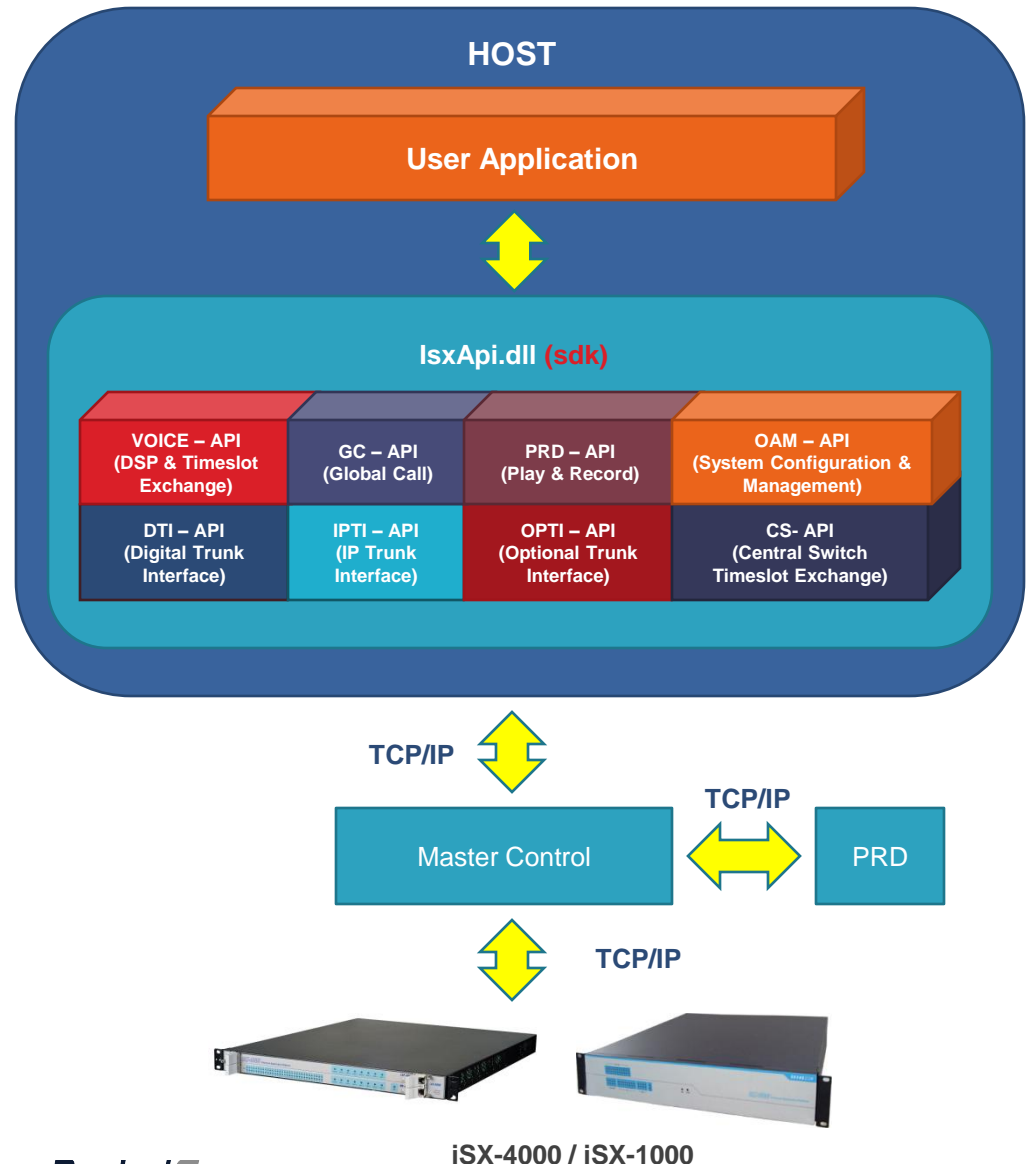 HOST
User Application
IsxApi.dll (sdk)
VOICE – API
(DSP & Timeslot
Exchange)
GC – API
(Global Call)
PRD – API
(Play & Record)
OAM – API
(System Configuration &
Management)
DTI – API
(Digital Trunk
Interface)
IPTI – API
(IP Trunk
Interface)
OPTI – API
(Optional Trunk
Interface)
CS- API
(Central Switch
Timeslot Exchange)
TCP/IP
TCP/IP
Master Control
PRD
TCP/IP
iSX-4000 / iSX-1000